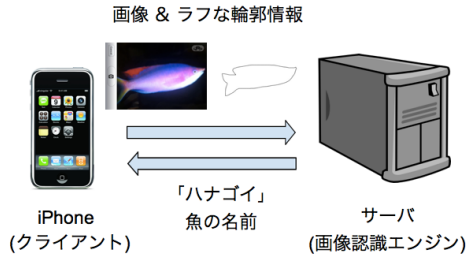 画像 & ラフな輪郭情報
「ハナゴイ」
魚の名前
iPhone
(クライアント)
サーバ
(画像認識エンジン)